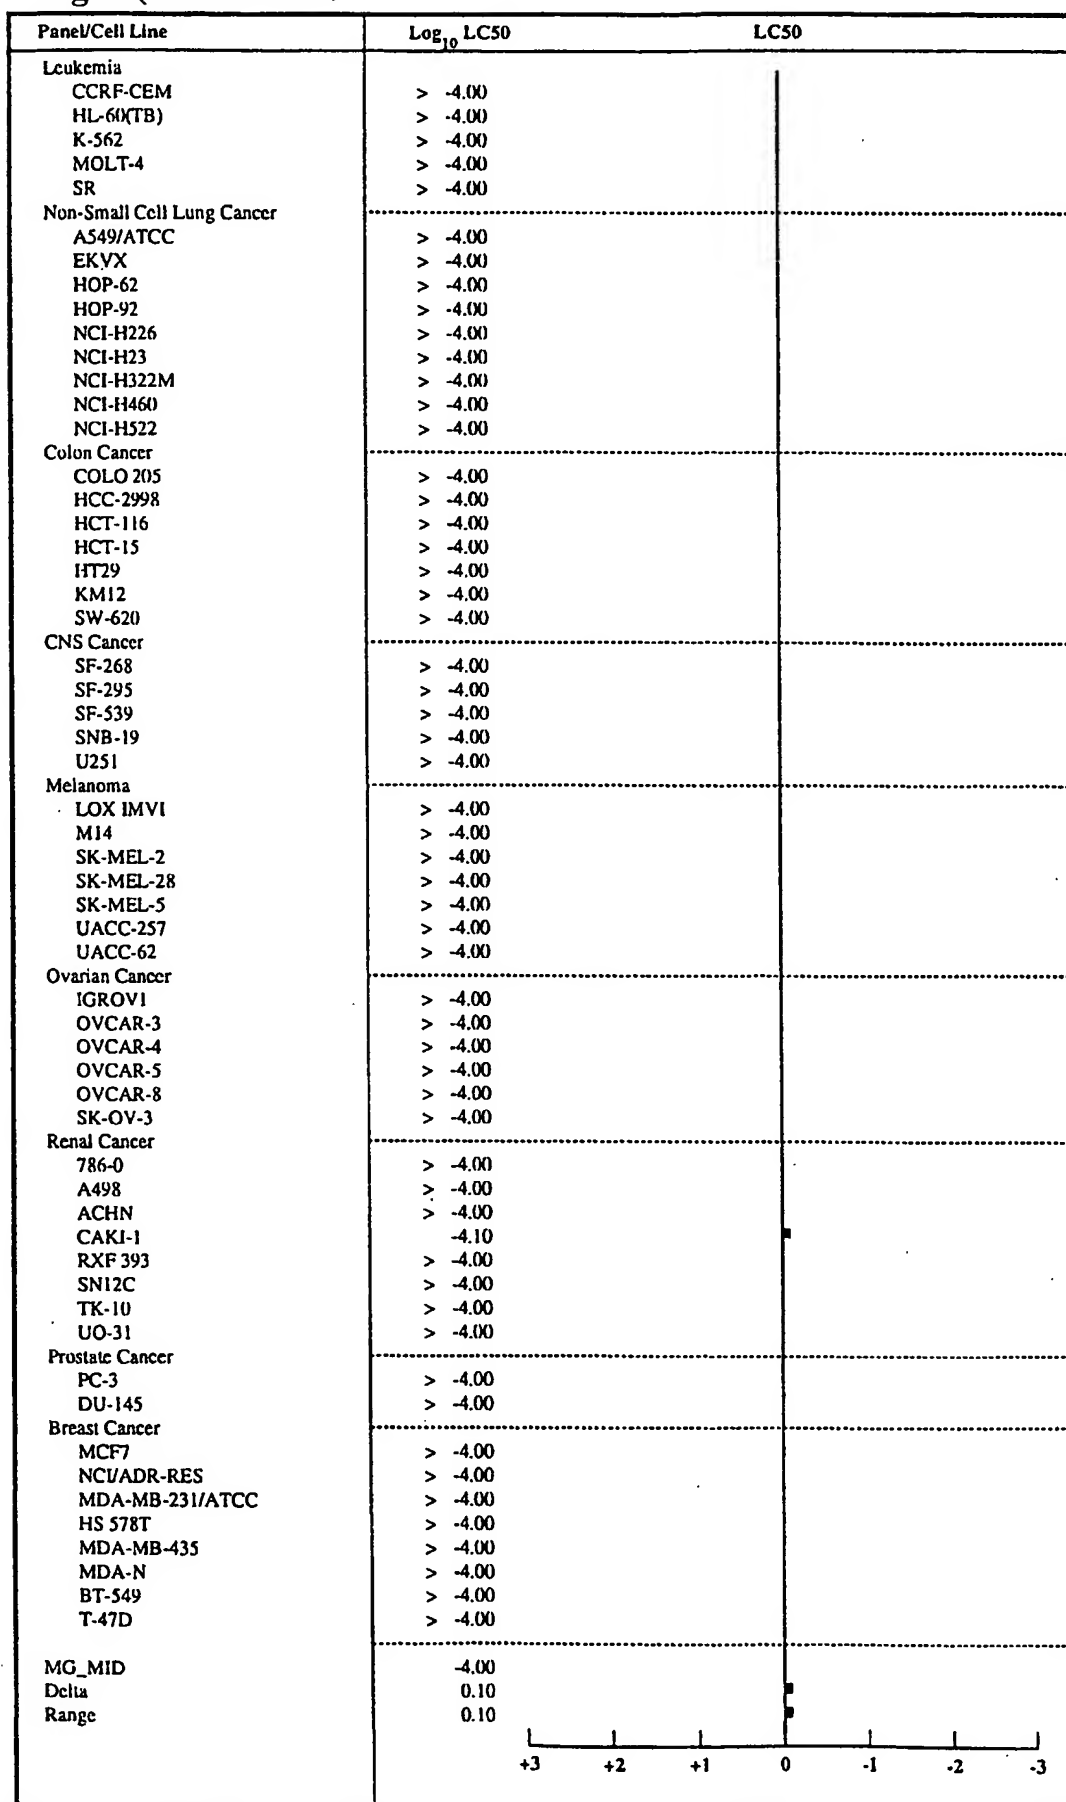 Panel/Cell Line Log10 LC50 LC50
Leukemia
CCRF-CEM > -4.00
HL-60(TB) > -4.00
K-562 > -4.00
MOLT-4 > -4.00
SR > -4.00
Non-Small Cell Lung Cancer
A549/ATCC > -4.00
EKVX > -4.00
HOP-62 > -4.00
HOP-92 > -4.00
NCI-H226 > -4.00
NCI-H23 > -4.00
NCI-H322M > -4.00
NCI-H460 > -4.00
NCI-H522 > -4.00
Colon Cancer
COLO 205 > -4.00
HCC-2998 > -4.00
HCT-116 > -4.00
HCT-15 > -4.00
HT29 > -4.00
KM12 > -4.00
SW-620 > -4.00
CNS Cancer
SF-268 > -4.00
SF-295 > -4.00
SF-539 > -4.00
SNB-19 > -4.00
U251 > -4.00
Melanoma
LOX IMVI > -4.00
M14 > -4.00
SK-MEL-2 > -4.00
SK-MEL-28 > -4.00
SK-MEL-5 > -4.00
UACC-257 > -4.00
UACC-62 > -4.00
Ovarian Cancer
IGROV1 > -4.00
OVCAR-3 > -4.00
OVCAR-4 > -4.00
OVCAR-5 > -4.00
OVCAR-8 > -4.00
SK-OV-3 > -4.00
Renal Cancer
786-0 > -4.00
A498 > -4.00
ACHN > -4.00
CAKI-1 -4.10
RXF 393 > -4.00
SN12C > -4.00
TK-10 > -4.00
UO-31 > -4.00
Prostate Cancer
PC-3 > -4.00
DU-145 > -4.00
Breast Cancer
MCF7 > -4.00
NCI/ADR-RES > -4.00
MDA-MB-231/ATCC > -4.00
HS 578T > -4.00
MDA-MB-435 > -4.00
MDA-N > -4.00
BT-549 > -4.00
T-47D > -4.00
MG_MID -4.00
Delta 0.10
Range 0.10
+3 +2 +1 0 -1 -2 -3